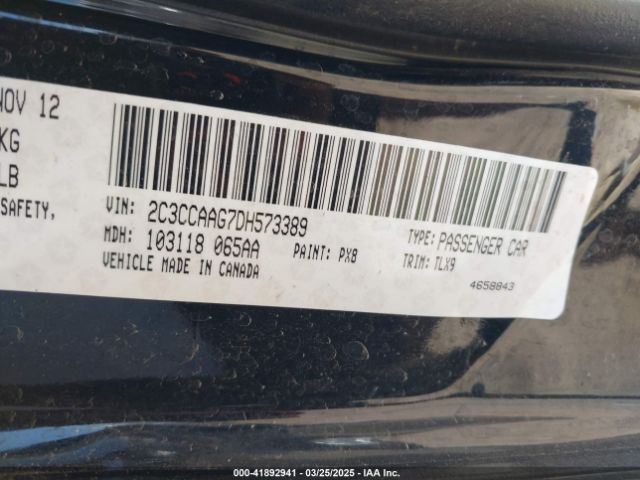 NOV 12
KG
LB
SAFETY,
VIN: 2C3CCAAG7DH573389
TYPE: PASSENGER CAR
MDH: 103118 065AA
PAINT: PX8
TRIM: TLX9
VEHICLE MADE IN CANADA
4658843
000-41892941 - 03/25/2025 - IAA Inc.